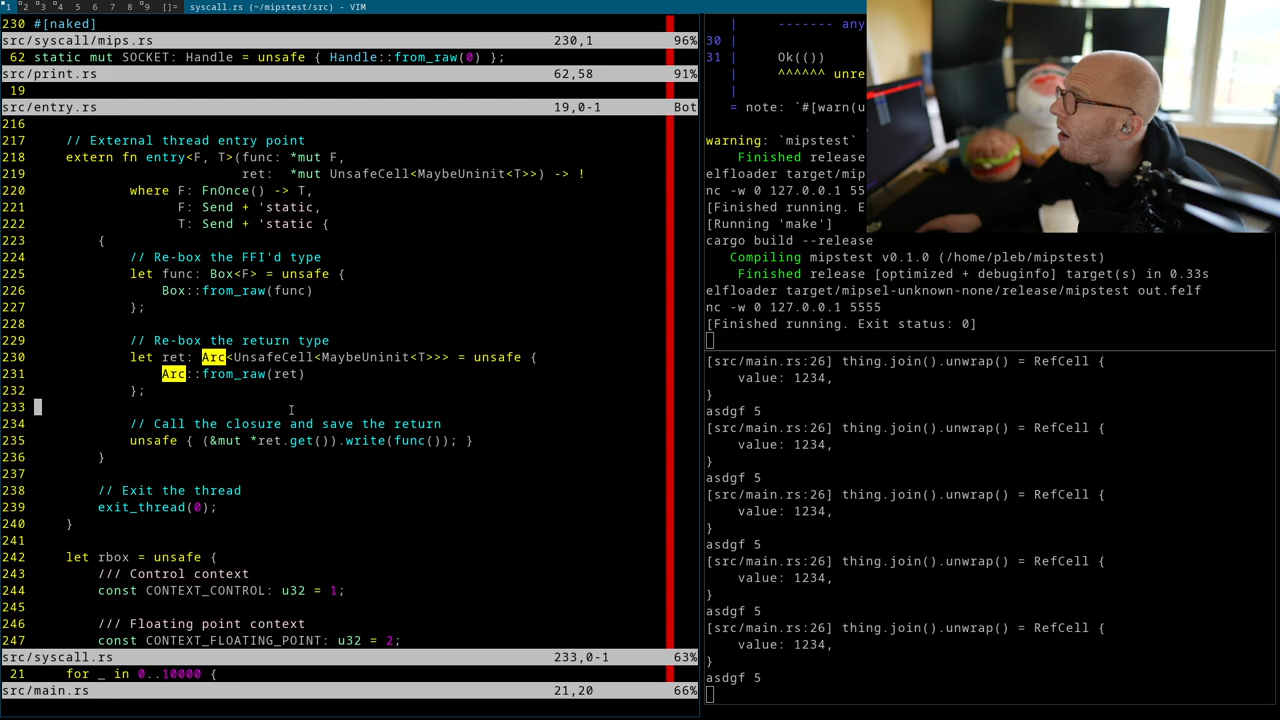 1 2 3 4 5 6 7 8 9 []= syscall.rs (~/mipstest/src) - VIM
230 #[naked]
src/syscall/mips.rs 230,1 96%
62 static mut SOCKET: Handle = unsafe { Handle::from_raw(0) };
src/print.rs 62,58 91%
19
src/entry.rs 19,0-1 Bot
216
217     // External thread entry point
218     extern fn entry<F, T>(func: *mut F,
219                           ret:  *mut UnsafeCell<MaybeUninit<T>>) -> !
220             where F: FnOnce() -> T,
221                   F: Send + 'static,
222                   T: Send + 'static {
223         {
224             // Re-box the FFI'd type
225             let func: Box<F> = unsafe {
226                 Box::from_raw(func)
227             };
228
229             // Re-box the return type
230             let ret: Arc<UnsafeCell<MaybeUninit<T>>> = unsafe {
231                 Arc::from_raw(ret)
232             };
233
234             // Call the closure and save the return
235             unsafe { (&mut *ret.get()).write(func()); }
236         }
237
238         // Exit the thread
239         exit_thread(0);
240     }
241
242     let rbox = unsafe {
243         /// Control context
244         const CONTEXT_CONTROL: u32 = 1;
245
246         /// Floating point context
247         const CONTEXT_FLOATING_POINT: u32 = 2;
src/syscall.rs 233,0-1 63%
21     for _ in 0..10000 {
src/main.rs 21,20 66%
|     ------- any
30 |
31 |     Ok(())
|     ^^^^^^ unre
|
= note: `#[warn(u
warning: `mipstest`
Finished release
elfloader target/mip
nc -w 0 127.0.0.1 555
[Finished running. E
[Running 'make']
cargo build --release
Compiling mipstest v0.1.0 (/home/pleb/mipstest)
Finished release [optimized + debuginfo] target(s) in 0.33s
elfloader target/mipsel-unknown-none/release/mipstest out.felf
nc -w 0 127.0.0.1 5555
[Finished running. Exit status: 0]
[src/main.rs:26] thing.join().unwrap() = RefCell {
    value: 1234,
}
asdgf 5
[src/main.rs:26] thing.join().unwrap() = RefCell {
    value: 1234,
}
asdgf 5
[src/main.rs:26] thing.join().unwrap() = RefCell {
    value: 1234,
}
asdgf 5
[src/main.rs:26] thing.join().unwrap() = RefCell {
    value: 1234,
}
asdgf 5
[src/main.rs:26] thing.join().unwrap() = RefCell {
    value: 1234,
}
asdgf 5